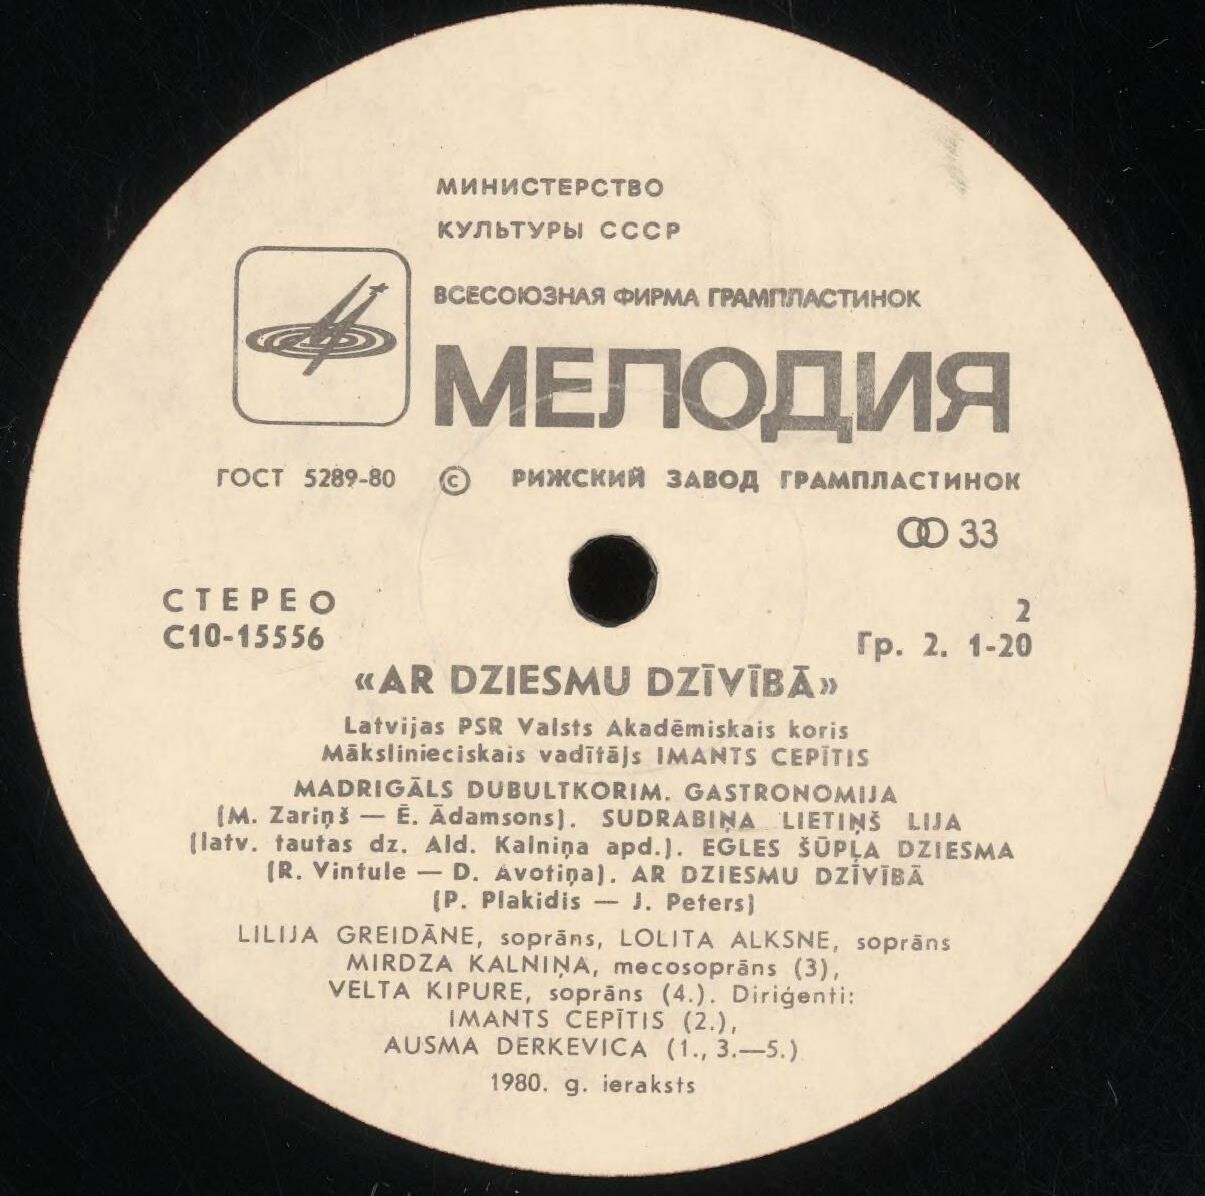 МИНИСТЕРСТВО
КУЛЬТУРЫ СССР
ВСЕСОЮЗНАЯ ФИРМА ГРАМПЛАСТИНОК
МЕЛОДИЯ
ГОСТ 5289-80 © РИЖСКИЙ ЗАВОД ГРАМПЛАСТИНОК
33
СТЕРЕО 2
С10-15556 Гр. 2. 1-20
«AR DZIESMU DZĪVĪBĀ»
Latvijas PSR Valsts Akadēmiskais koris
Mākslinieciskais vadītājs IMANTS CEPĪTIS
MADRIGĀLS DUBULTKORIM. GASTRONOMIJA
(M. Zariņš — Ē. Ādamsons). SUDRABIŅA LIETIŅŠ LIJA
(latv. tautas dz. Ald. Kalniņa apd.). EGLES ŠŪPĻA DZIESMA
(R. Vintule — D. Avotiņa). AR DZIESMU DZĪVĪBĀ
(P. Plakidis — J. Peters)
LILIJA GREIDĀNE, soprāns, LOLITA ALKSNE, soprāns
MIRDZA KALNIŅA, mecosoprāns (3),
VELTA KIPURE, soprāns (4.). Diriģenti:
IMANTS CEPĪTIS (2.),
AUSMA DERKEVICA (1., 3.—5.)
1980. g. ieraksts